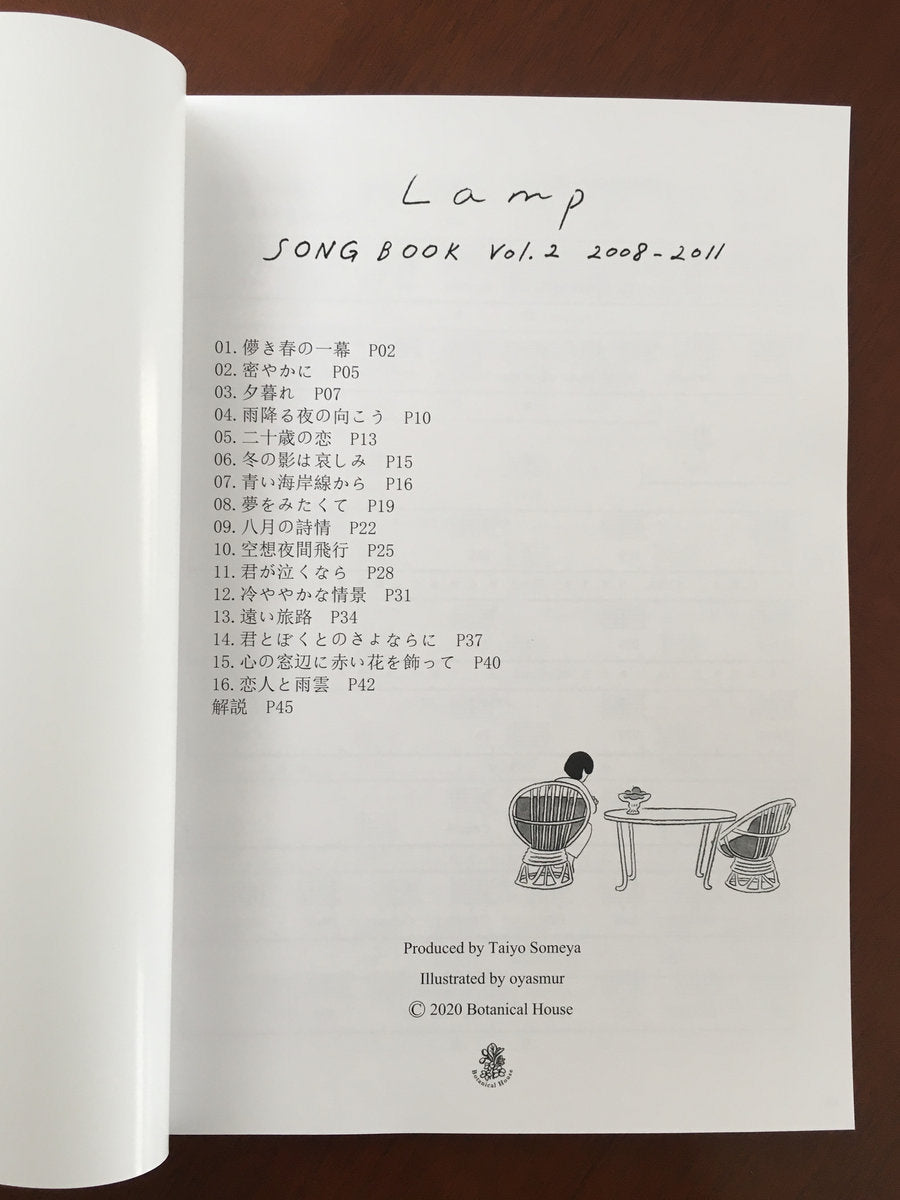 Lamp
SONG BOOK Vol.2 2008-2011
01. 儚き春の一幕　P02
02. 密やかに　P05
03. 夕暮れ　P07
04. 雨降る夜の向こう　P10
05. 二十歳の恋　P13
06. 冬の影は哀しみ　P15
07. 青い海岸線から　P16
08. 夢をみたくて　P19
09. 八月の詩情　P22
10. 空想夜間飛行　P25
11. 君が泣くなら　P28
12. 冷ややかな情景　P31
13. 遠い旅路　P34
14. 君とぼくとのさよならに　P37
15. 心の窓辺に赤い花を飾って　P40
16. 恋人と雨雲　P42
解説　P45
Produced by Taiyo Someya
Illustrated by oyasmur
© 2020 Botanical House
Botanical House